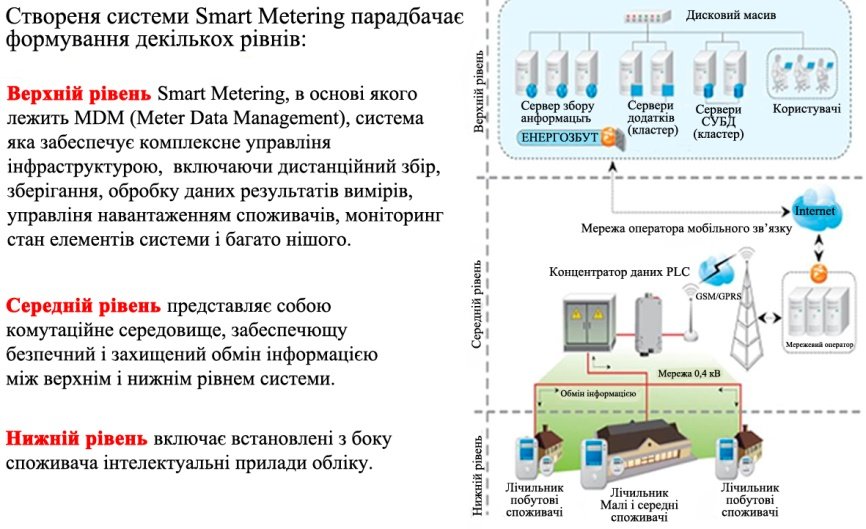 Створеня системи Smart Metering парадбачає
формування декількох рівнів:
Верхній рівень Smart Metering, в основі якого
лежить MDM (Meter Data Management), система
яка забеспечує комплексне управліня
інфраструктурою, включаючи дистанційний збір,
зберігання, обробку даних результатів вимірів,
управліня навантаженням споживачів, моніторинг
стан елементів системи і багато нішого.
Середній рівень представляє собою
комутаційне середовище, забеспечющу
безпечний і захищений обмін інформацією
між верхнім і нижнім рівнем системи.
Нижній рівень включає встановлені з боку
споживача інтелектуальні прилади обліку.
Верхній рівень
Дисковий масив
Сервер збору
анформацыъ
Сервери
додатків
(кластер)
Сервери
СУБД
(кластер)
Користувачі
ЕНЕРГОЗБУТ
Середній рівень
Internet
Мережа оператора мобільного зв’язку
Концентратор даних PLC
GSM/GPRS
Мережевий оператор
Мережа 0,4 кВ
Обмін інформацією
Нижній рівень
Лічильник
побутові
споживачі
Лічильник
Малі і середні
споживачі
Лічильник
побутові
споживачі